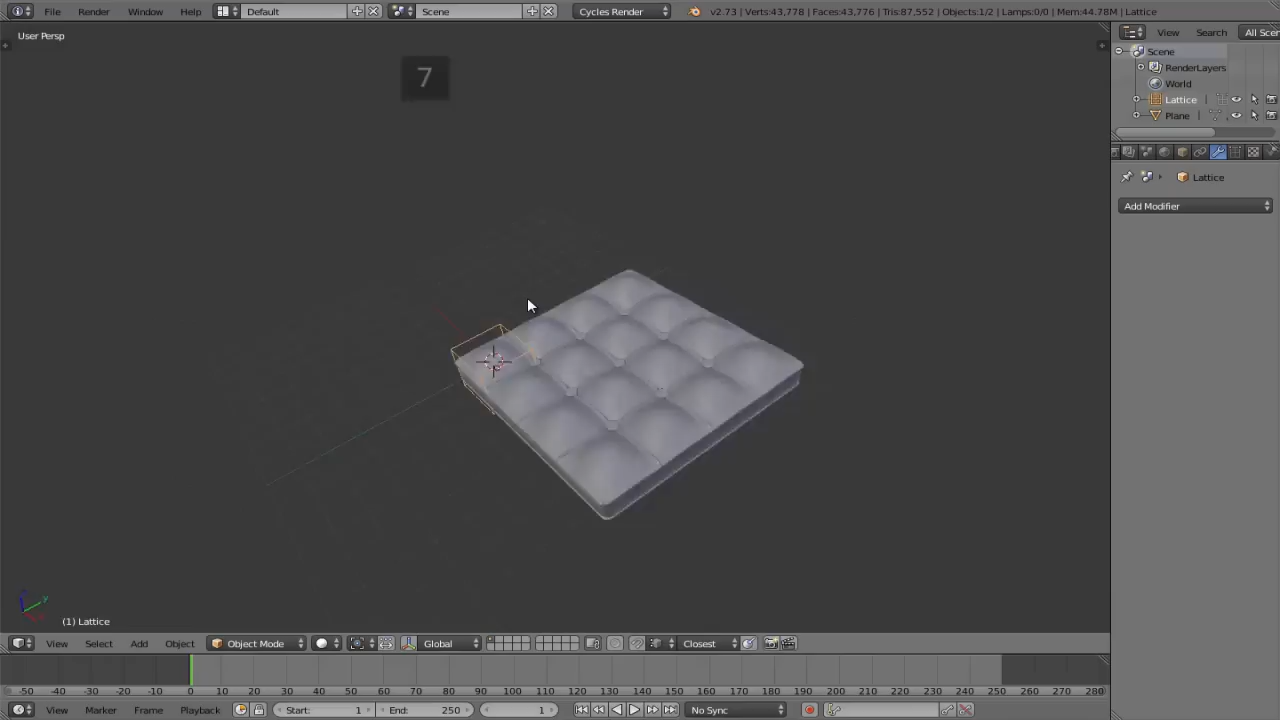 File Render Window Help Default Scene Cycles Render v2.73 | Verts:43,778 | Faces:43,776 | Tris:87,552 | Objects:1/2 | Lamps:0/0 | Mem:44.78M | Lattice
User Persp
View Search All Scen
Scene
RenderLayers
World
Lattice
Plane
7
Lattice
Add Modifier
(1) Lattice
View Select Add Object Object Mode Global Closest
-50 -40 -30 -20 -10 0 10 20 30 40 50 60 70 80 90 100 110 120 130 140 150 160 170 180 190 200 210 220 230 240 250 260 270 280
View Marker Frame Playback Start: 1 End: 250 1 No Sync